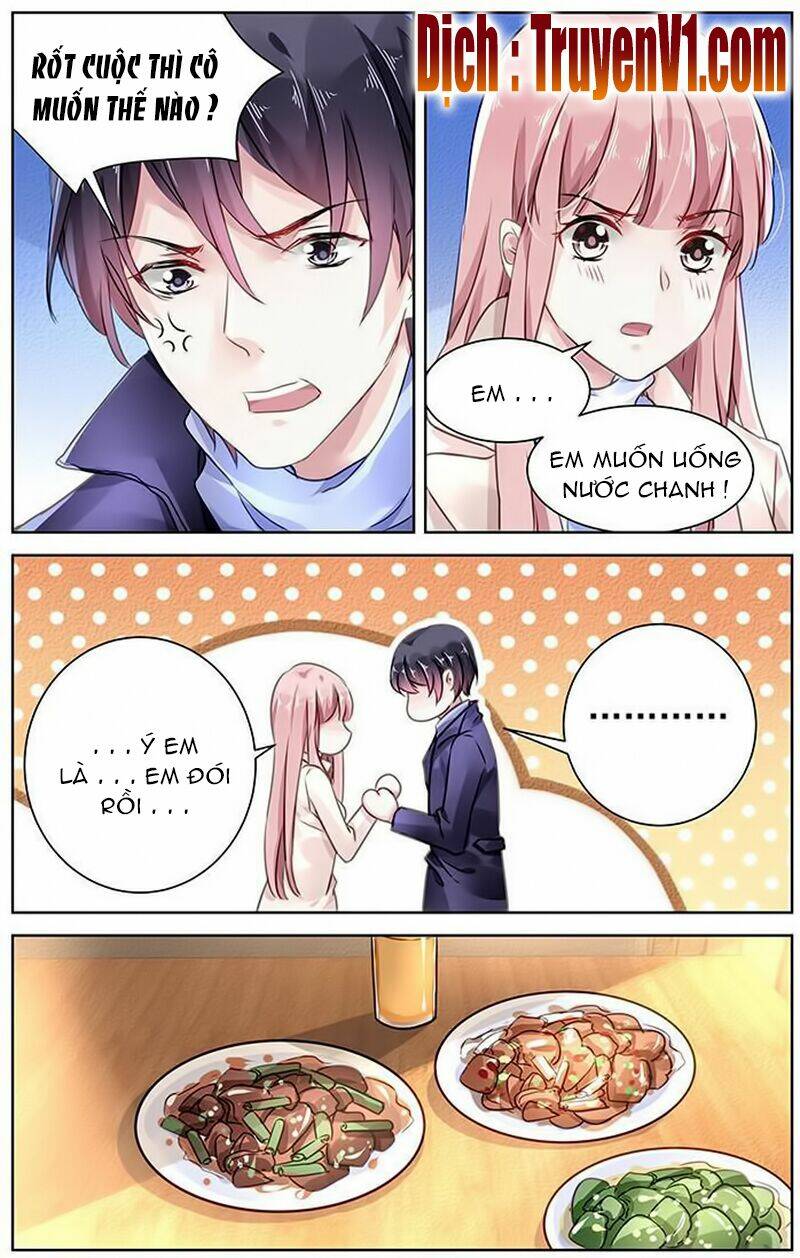 RỐT CUỘC THÌ CÔ
MUỐN THẾ NÀO ?
Dịch : TruyenV1.com
EM . . .
EM MUỐN UỐNG
NƯỚC CHANH !
. . . Ý EM
LÀ . . . EM ĐÓI
RỒI . . .
............